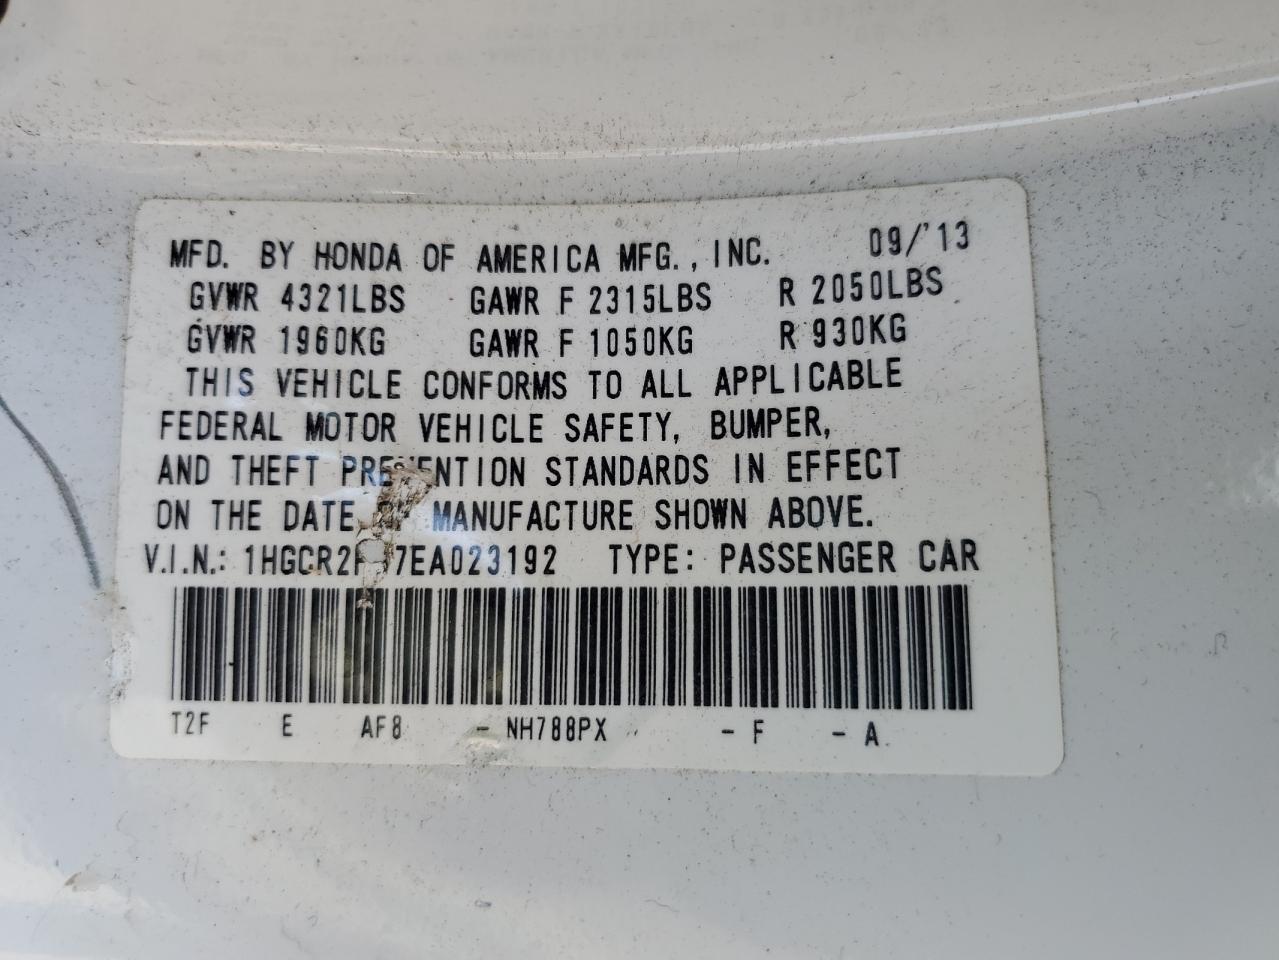 MFD. BY HONDA OF AMERICA MFG., INC. 09/'13
GVWR 4321LBS GAWR F 2315LBS R 2050LBS
GVWR 1960KG GAWR F 1050KG R 930KG
THIS VEHICLE CONFORMS TO ALL APPLICABLE
FEDERAL MOTOR VEHICLE SAFETY, BUMPER,
AND THEFT PREVENTION STANDARDS IN EFFECT
ON THE DATE MANUFACTURE SHOWN ABOVE.
V.I.N.: TYPE: PASSENGER CAR
T2F E AF8 - NH788PX - F - A